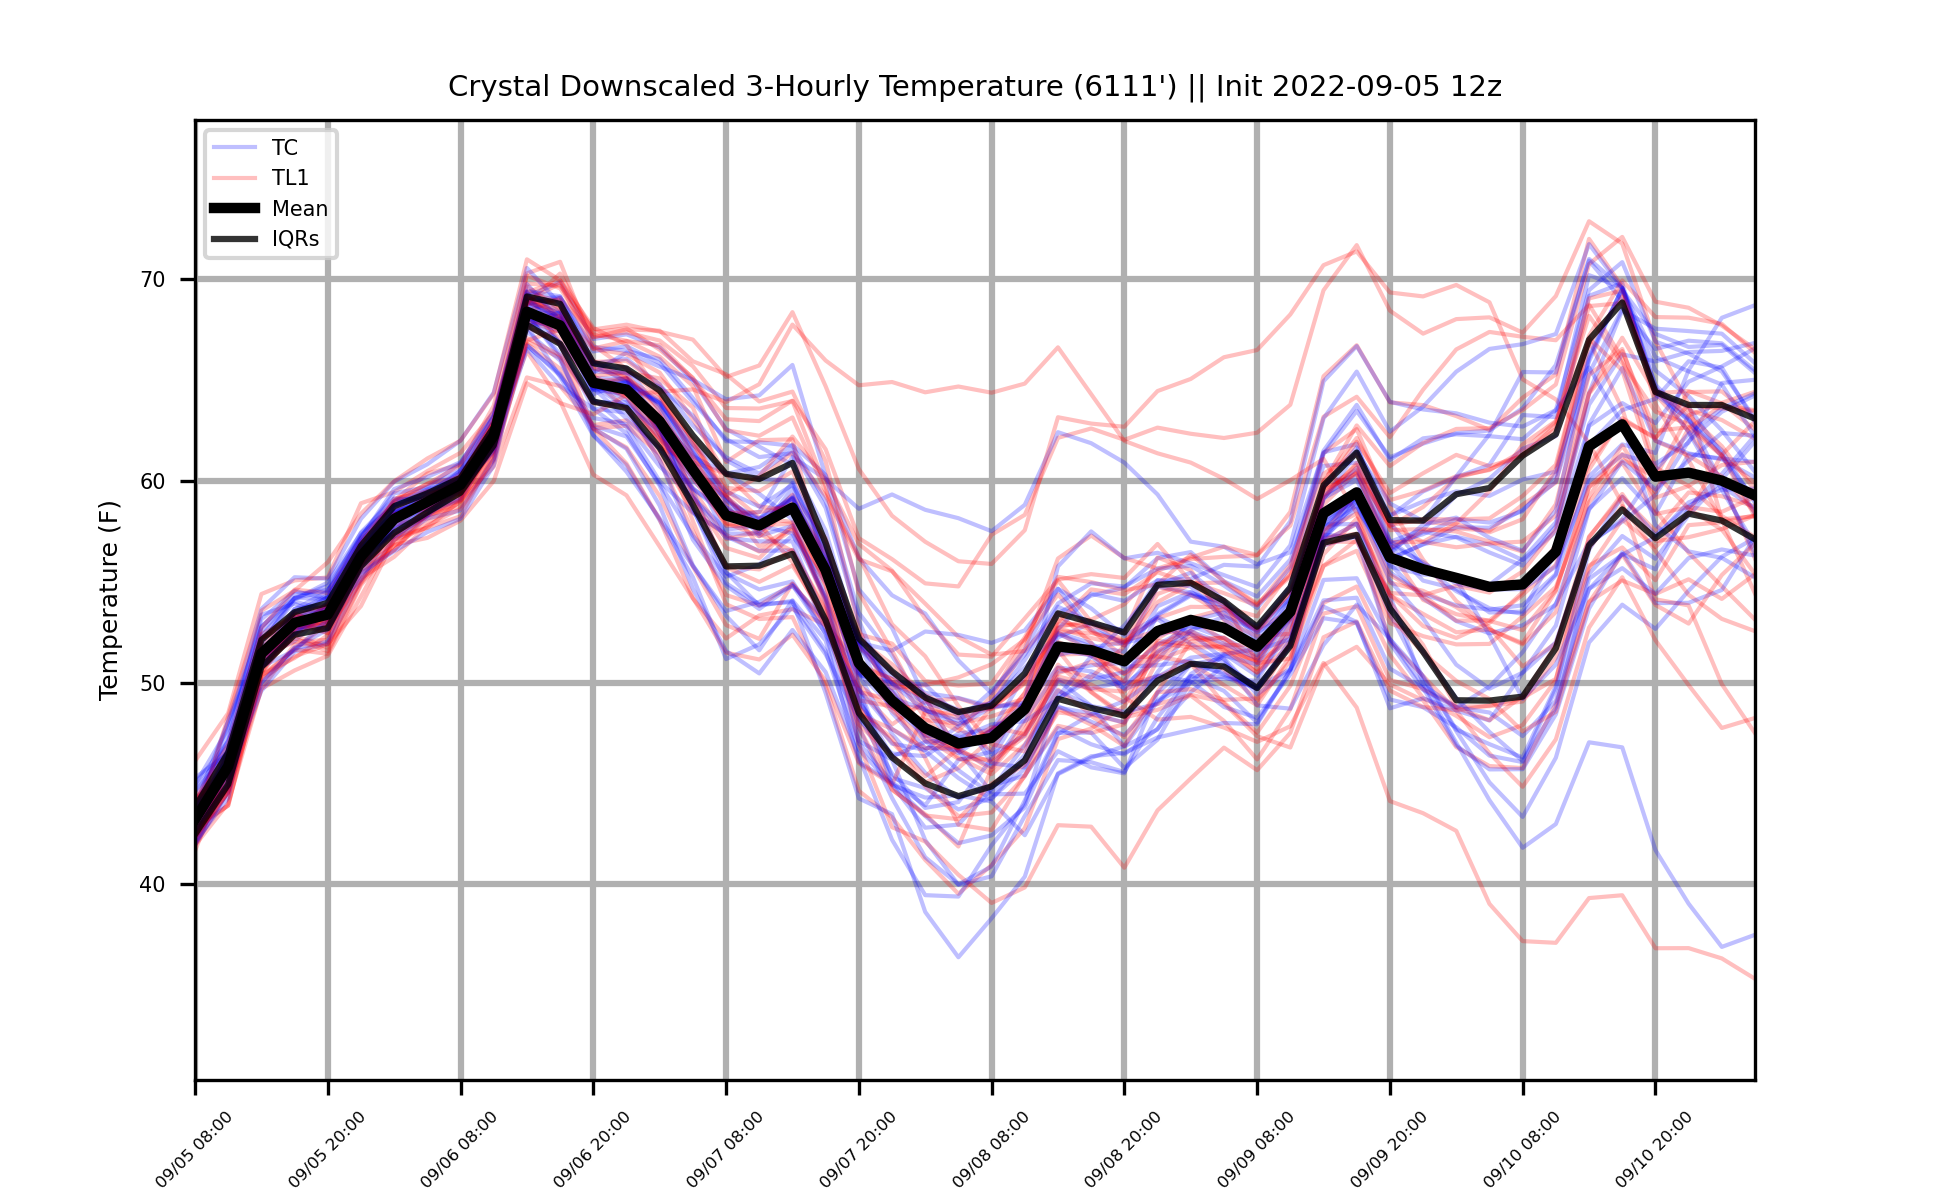 Crystal Downscaled 3-Hourly Temperature (6111') || Init 2022-09-05 12z
TC
TL1
Mean
IQRs
70
60
50
40
Temperature (F)
09/05 08:00
09/05 20:00
09/06 08:00
09/06 20:00
09/07 08:00
09/07 20:00
09/08 08:00
09/08 20:00
09/09 08:00
09/09 20:00
09/10 08:00
09/10 20:00